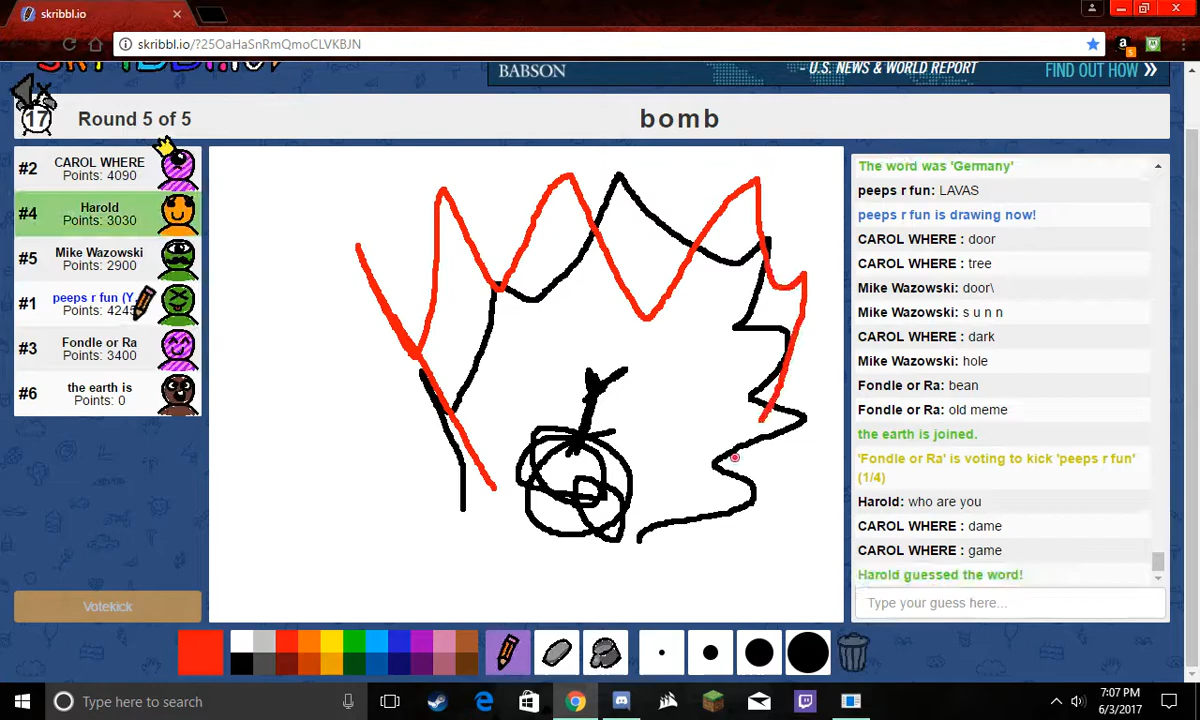 skribbl.io
skribbl.io/?25OaHaSnRmQmoCLVKBJN
BABSON
- U.S. NEWS & WORLD REPORT
FIND OUT HOW »
17
Round 5 of 5
bomb
#2
CAROL WHERE
Points: 4090
#4
Harold
Points: 3030
#5
Mike Wazowski
Points: 2900
#1
peeps r fun (Y
Points: 4245
#3
Fondle or Ra
Points: 3400
#6
the earth is
Points: 0
Votekick
The word was 'Germany'
peeps r fun: LAVAS
peeps r fun is drawing now!
CAROL WHERE : door
CAROL WHERE : tree
Mike Wazowski: door\
Mike Wazowski: s u n n
CAROL WHERE : dark
Mike Wazowski: hole
Fondle or Ra: bean
Fondle or Ra: old meme
the earth is joined.
'Fondle or Ra' is voting to kick 'peeps r fun'
(1/4)
Harold: who are you
CAROL WHERE : dame
CAROL WHERE : game
Harold guessed the word!
Type your guess here...
Type here to search
7:07 PM
6/3/2017